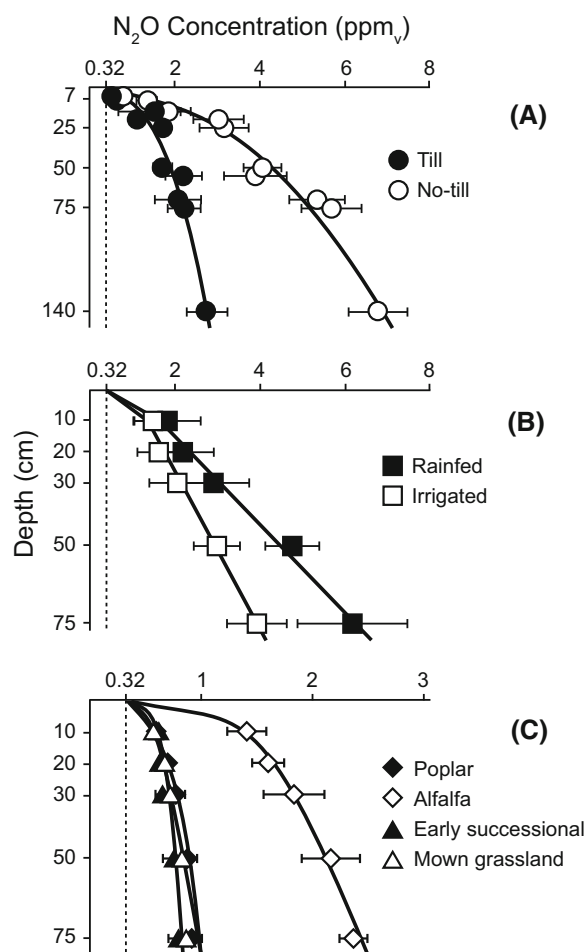 N₂O Concentration (ppmᵥ)
0.32 2 4 6 8
7
25
50
75
140
(A)
Till
No-till
0.32 2 4 6 8
10
20
30
50
75
(B)
Rainfed
Irrigated
Depth (cm)
0.32 1 2 3
10
20
30
50
75
(C)
Poplar
Alfalfa
Early successional
Mown grassland